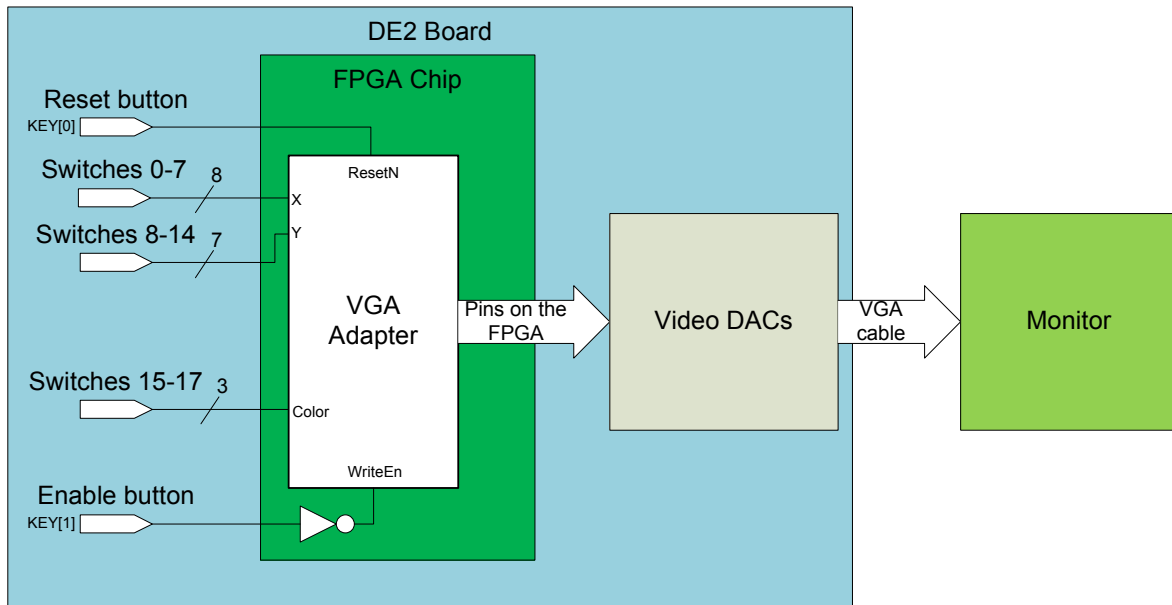 DE2 Board
FPGA Chip
Reset button
KEY[0]
ResetN
Switches 0-7
8
X
Switches 8-14
7
Y
VGA
Adapter
Pins on the
FPGA
Video DACs
VGA
cable
Monitor
Switches 15-17
3
Color
WriteEn
Enable button
KEY[1]